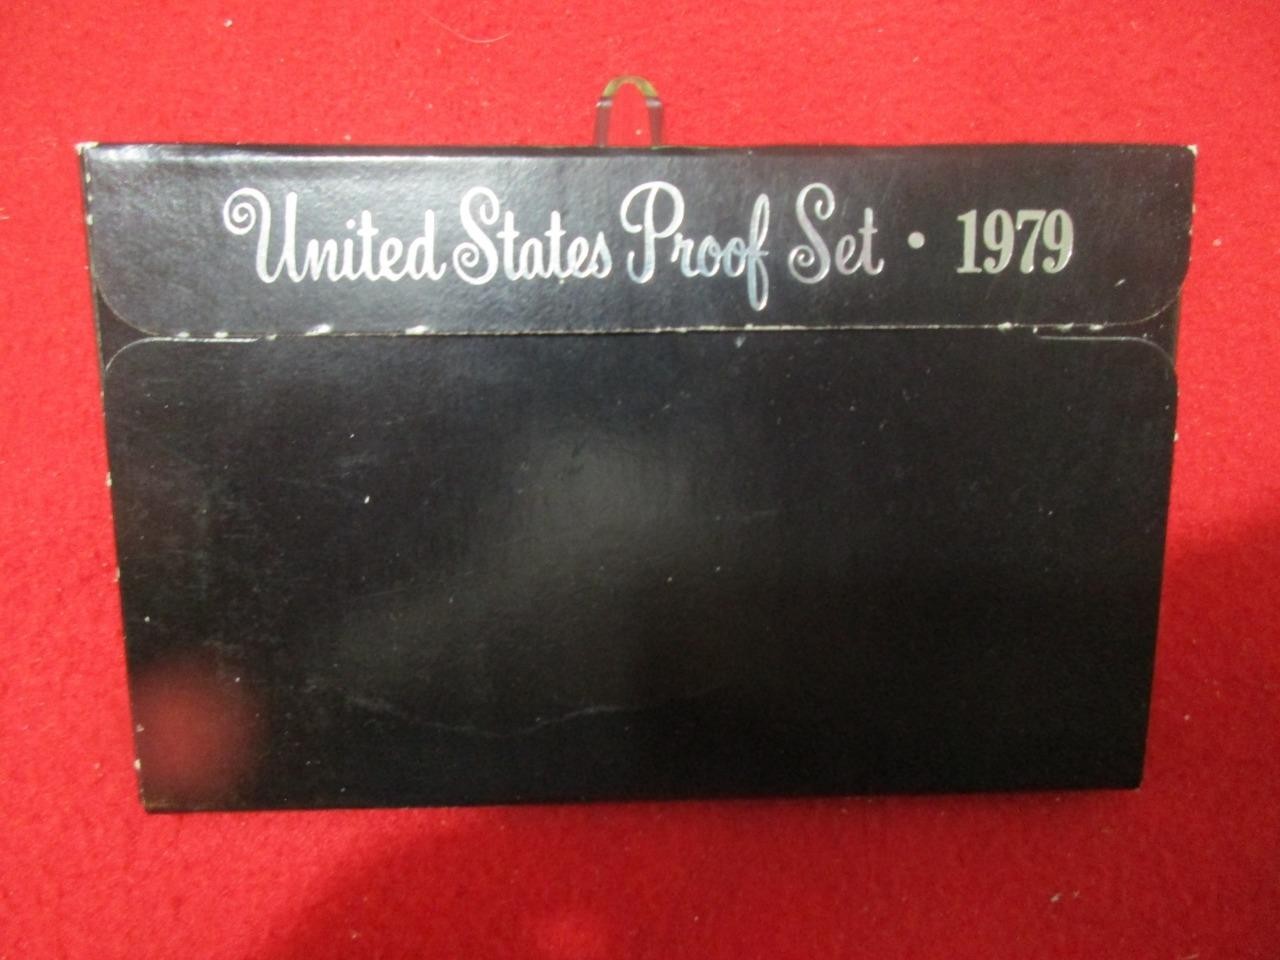 United States Proof Set • 1979